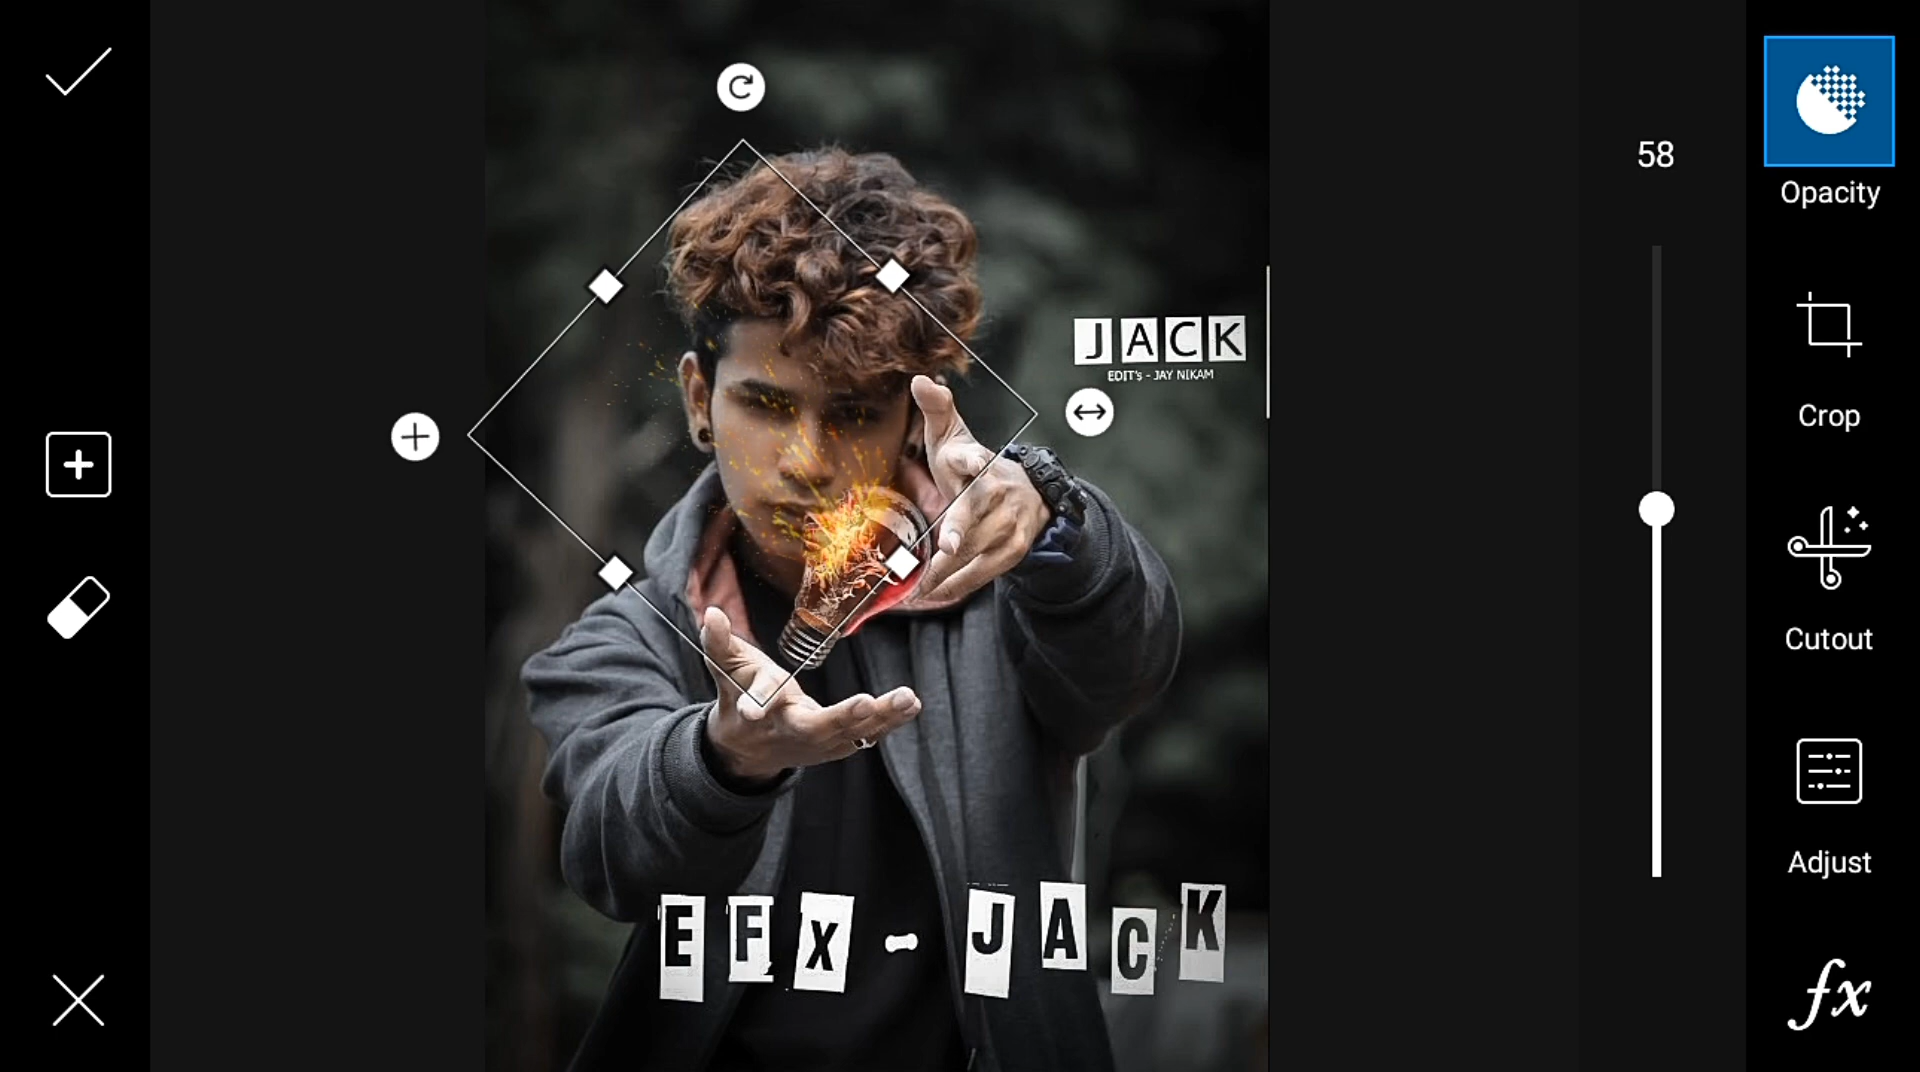 58
Opacity
JACK
EDIT's - JAY NIKAM
Crop
Cutout
Adjust
EFX - JACK
fx